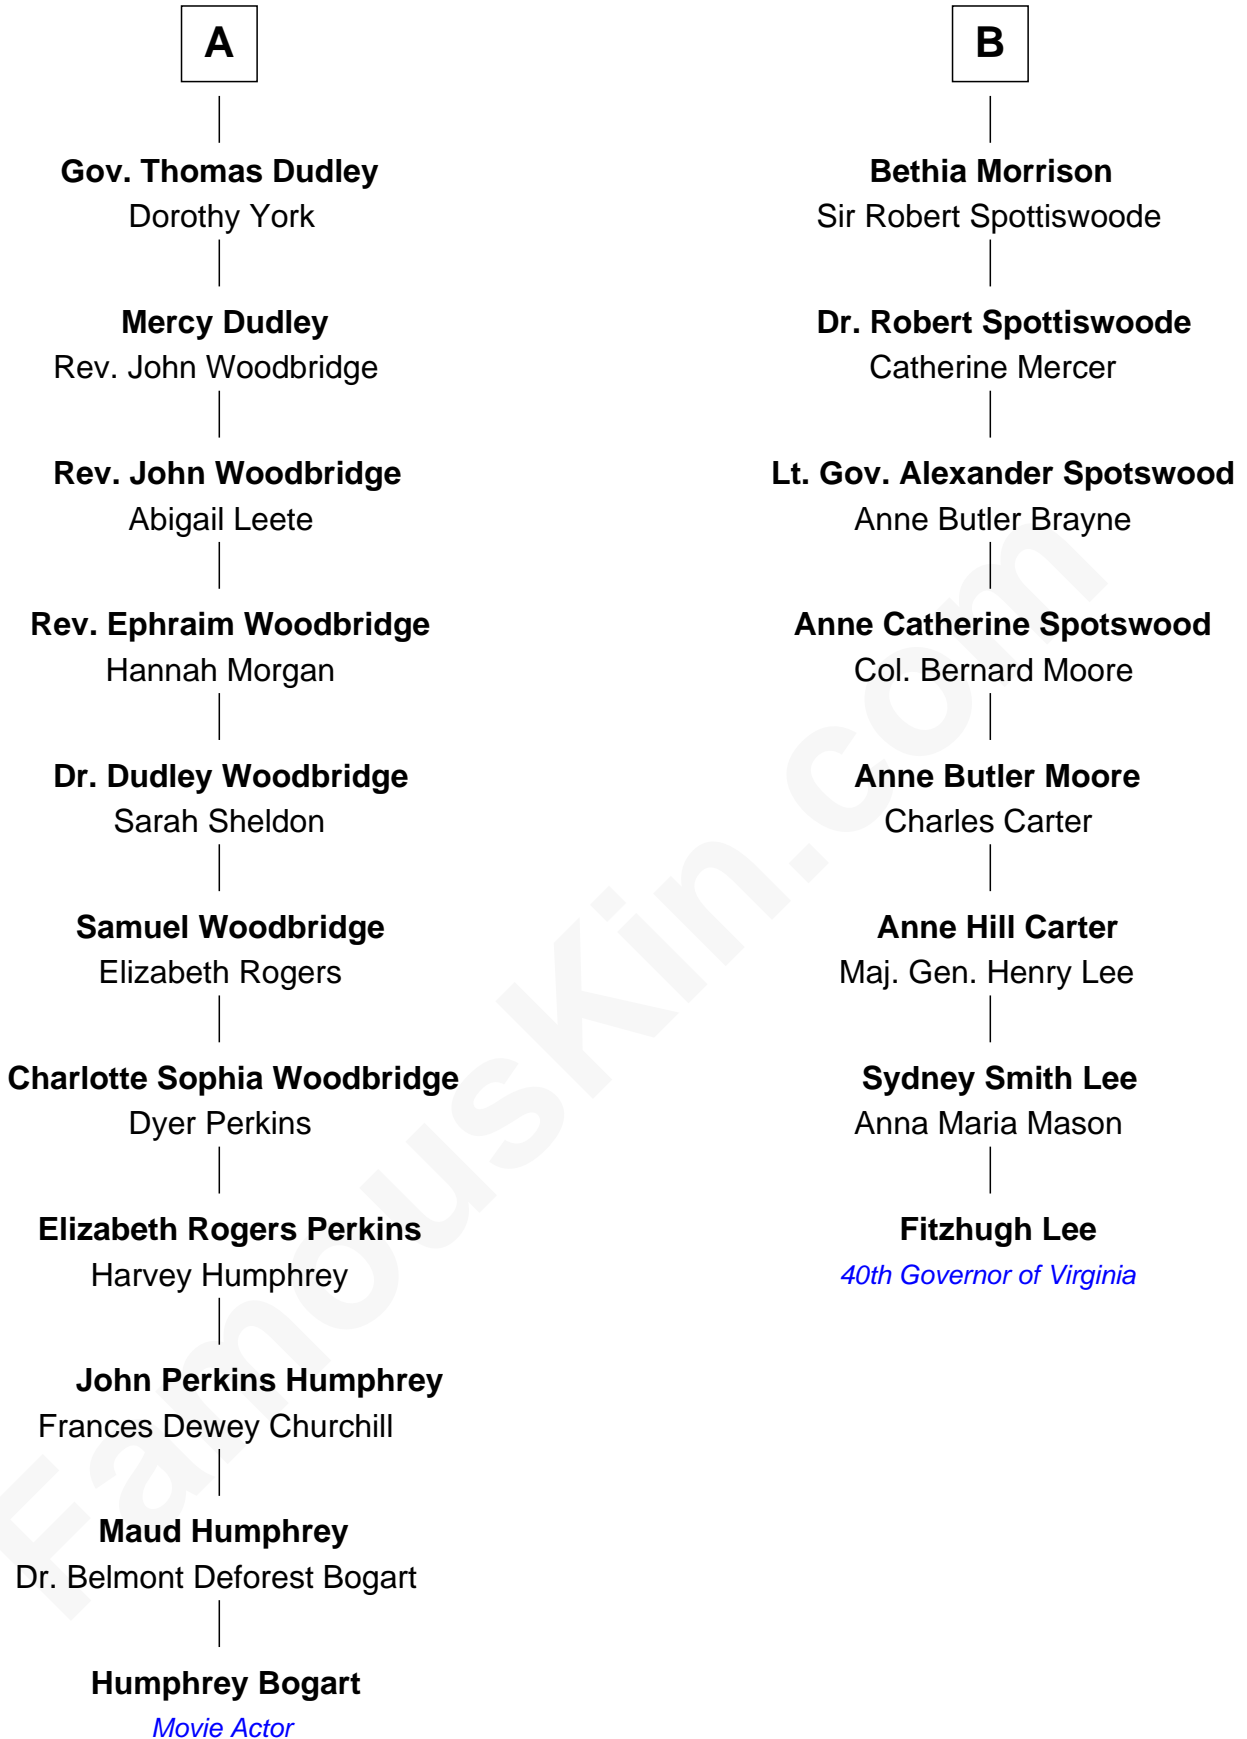 A
Gov. Thomas Dudley
Dorothy York
Mercy Dudley
Rev. John Woodbridge
Rev. John Woodbridge
Abigail Leete
Rev. Ephraim Woodbridge
Hannah Morgan
Dr. Dudley Woodbridge
Sarah Sheldon
Samuel Woodbridge
Elizabeth Rogers
Charlotte Sophia Woodbridge
Dyer Perkins
Elizabeth Rogers Perkins
Harvey Humphrey
John Perkins Humphrey
Frances Dewey Churchill
Maud Humphrey
Dr. Belmont Deforest Bogart
Humphrey Bogart
Movie Actor
B
Bethia Morrison
Sir Robert Spottiswoode
Dr. Robert Spottiswoode
Catherine Mercer
Lt. Gov. Alexander Spotswood
Anne Butler Brayne
Anne Catherine Spotswood
Col. Bernard Moore
Anne Butler Moore
Charles Carter
Anne Hill Carter
Maj. Gen. Henry Lee
Sydney Smith Lee
Anna Maria Mason
Fitzhugh Lee
40th Governor of Virginia
FamousKin.com